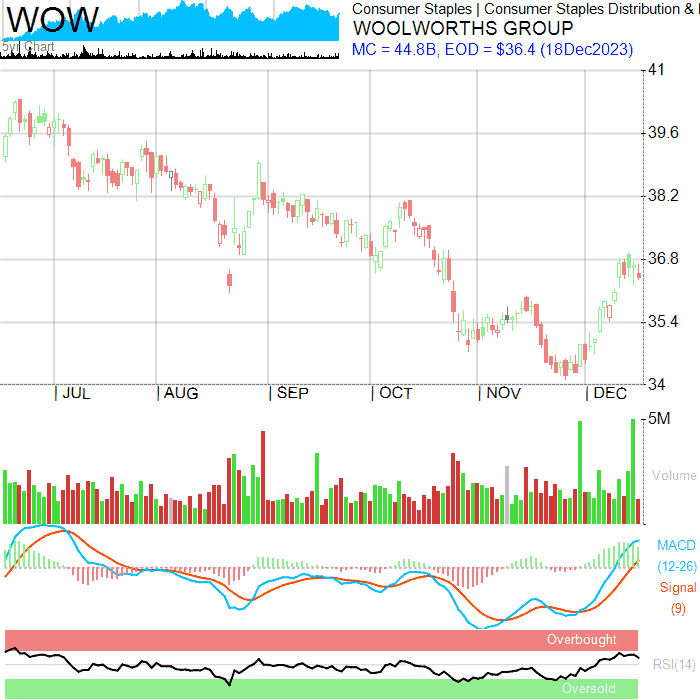 WOW
5yr Chart
Consumer Staples | Consumer Staples Distribution &
WOOLWORTHS GROUP
MC = 44.8B, EOD = $36.4 (18Dec2023)
41
39.6
38.2
36.8
35.4
34
| JUL | AUG | SEP | OCT | NOV | DEC
5M
Volume
MACD
(12-26)
Signal
(9)
Overbought
RSI(14)
Oversold